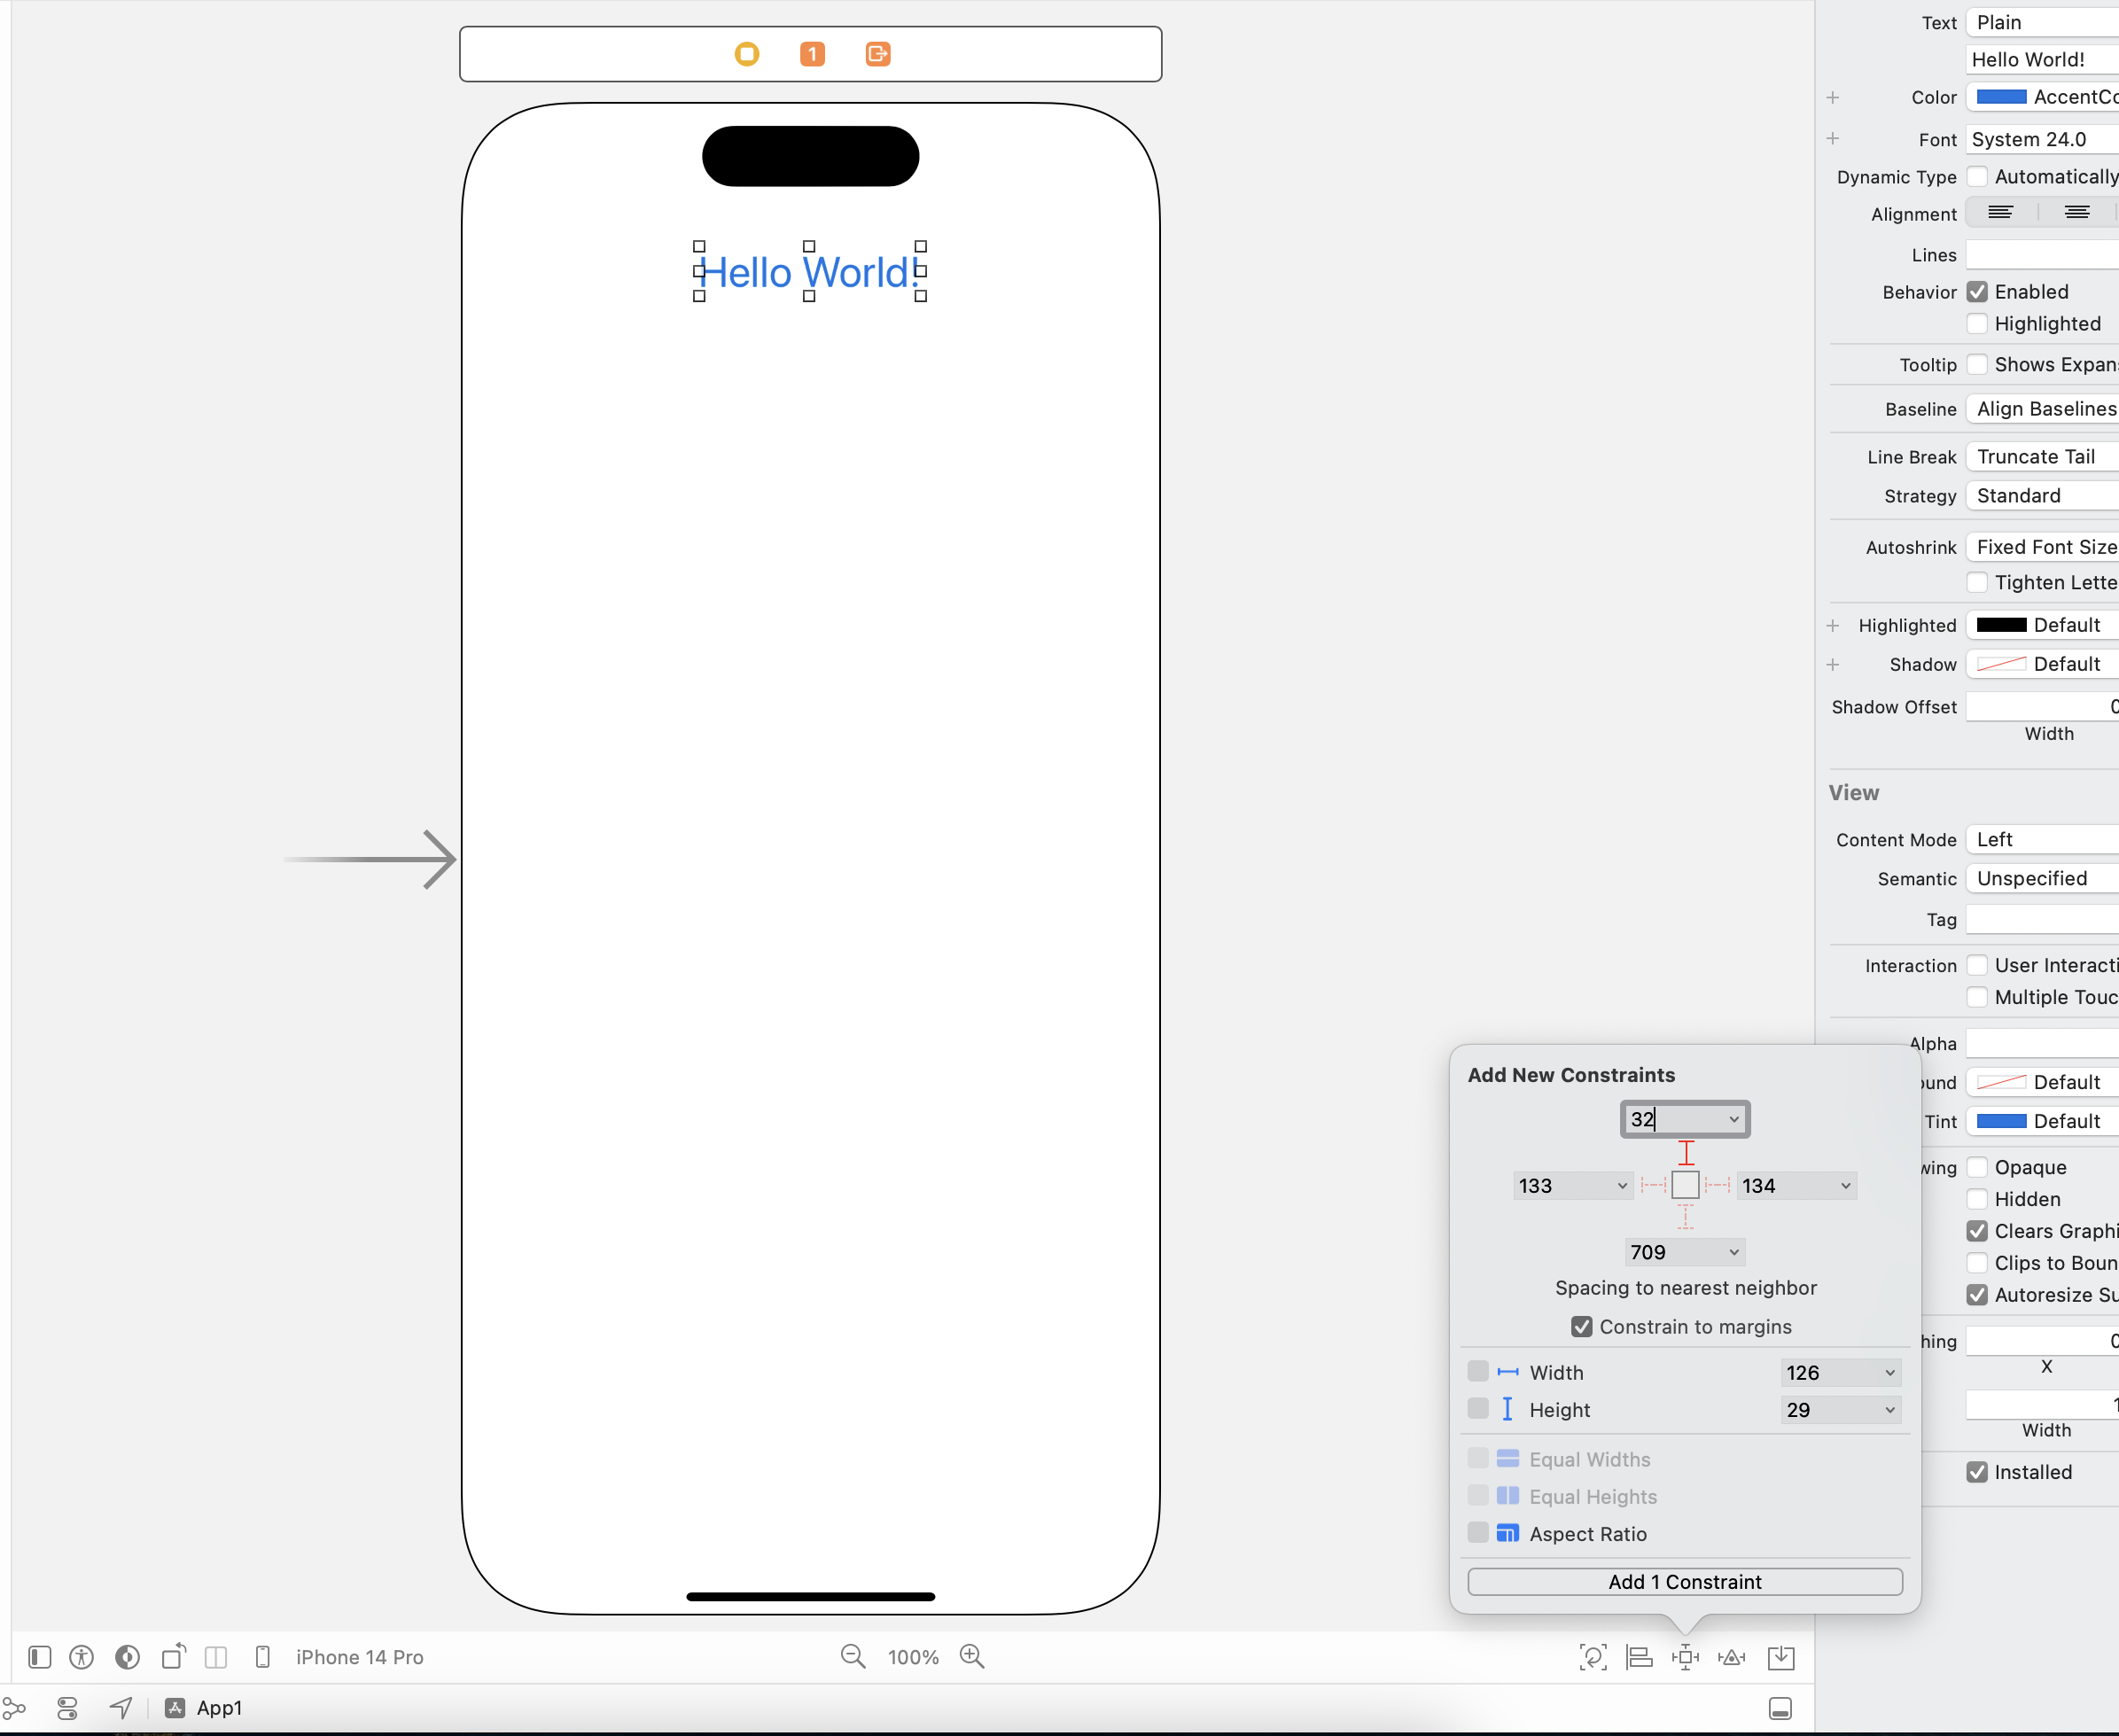 1
Text Plain
Hello World!
Color AccentCo
Font System 24.0
Dynamic Type Automatically
Alignment
Hello World!
Lines
Behavior Enabled
Highlighted
Tooltip Shows Expans
Baseline Align Baselines
Line Break Truncate Tail
Strategy Standard
Autoshrink Fixed Font Size
Tighten Lette
Highlighted Default
Shadow Default
Shadow Offset 0
Width
View
Content Mode Left
Semantic Unspecified
Tag
Interaction User Interacti
Multiple Touc
Alpha
ound Default
Tint Default
wing Opaque
Hidden
Clears Graphi
Clips to Boun
Autoresize Su
hing 0
X
1
Width
Installed
Add New Constraints
32
133 134
709
Spacing to nearest neighbor
Constrain to margins
Width 126
Height 29
Equal Widths
Equal Heights
Aspect Ratio
Add 1 Constraint
iPhone 14 Pro 100%
App1